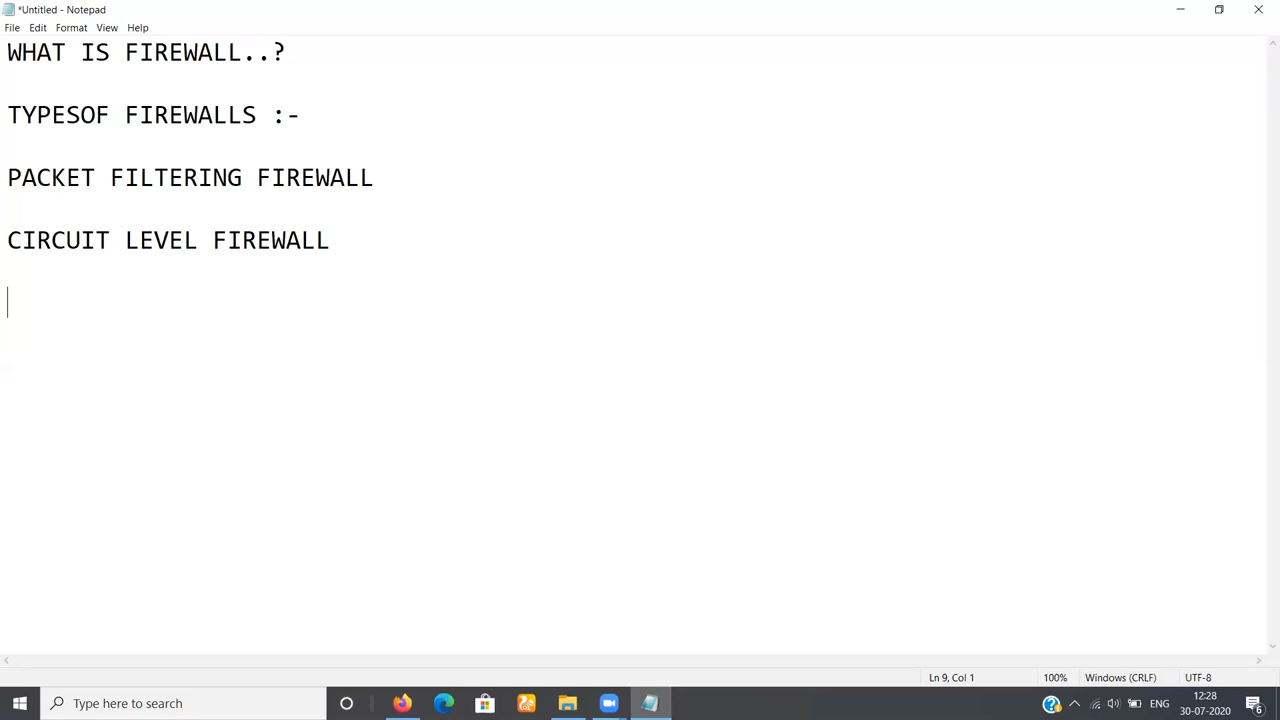 *Untitled - Notepad
File Edit Format View Help
WHAT IS FIREWALL..?
TYPESOF FIREWALLS :-
PACKET FILTERING FIREWALL
CIRCUIT LEVEL FIREWALL
Ln 9, Col 1 100% Windows (CRLF) UTF-8
Type here to search
ENG
12:28
30-07-2020
6